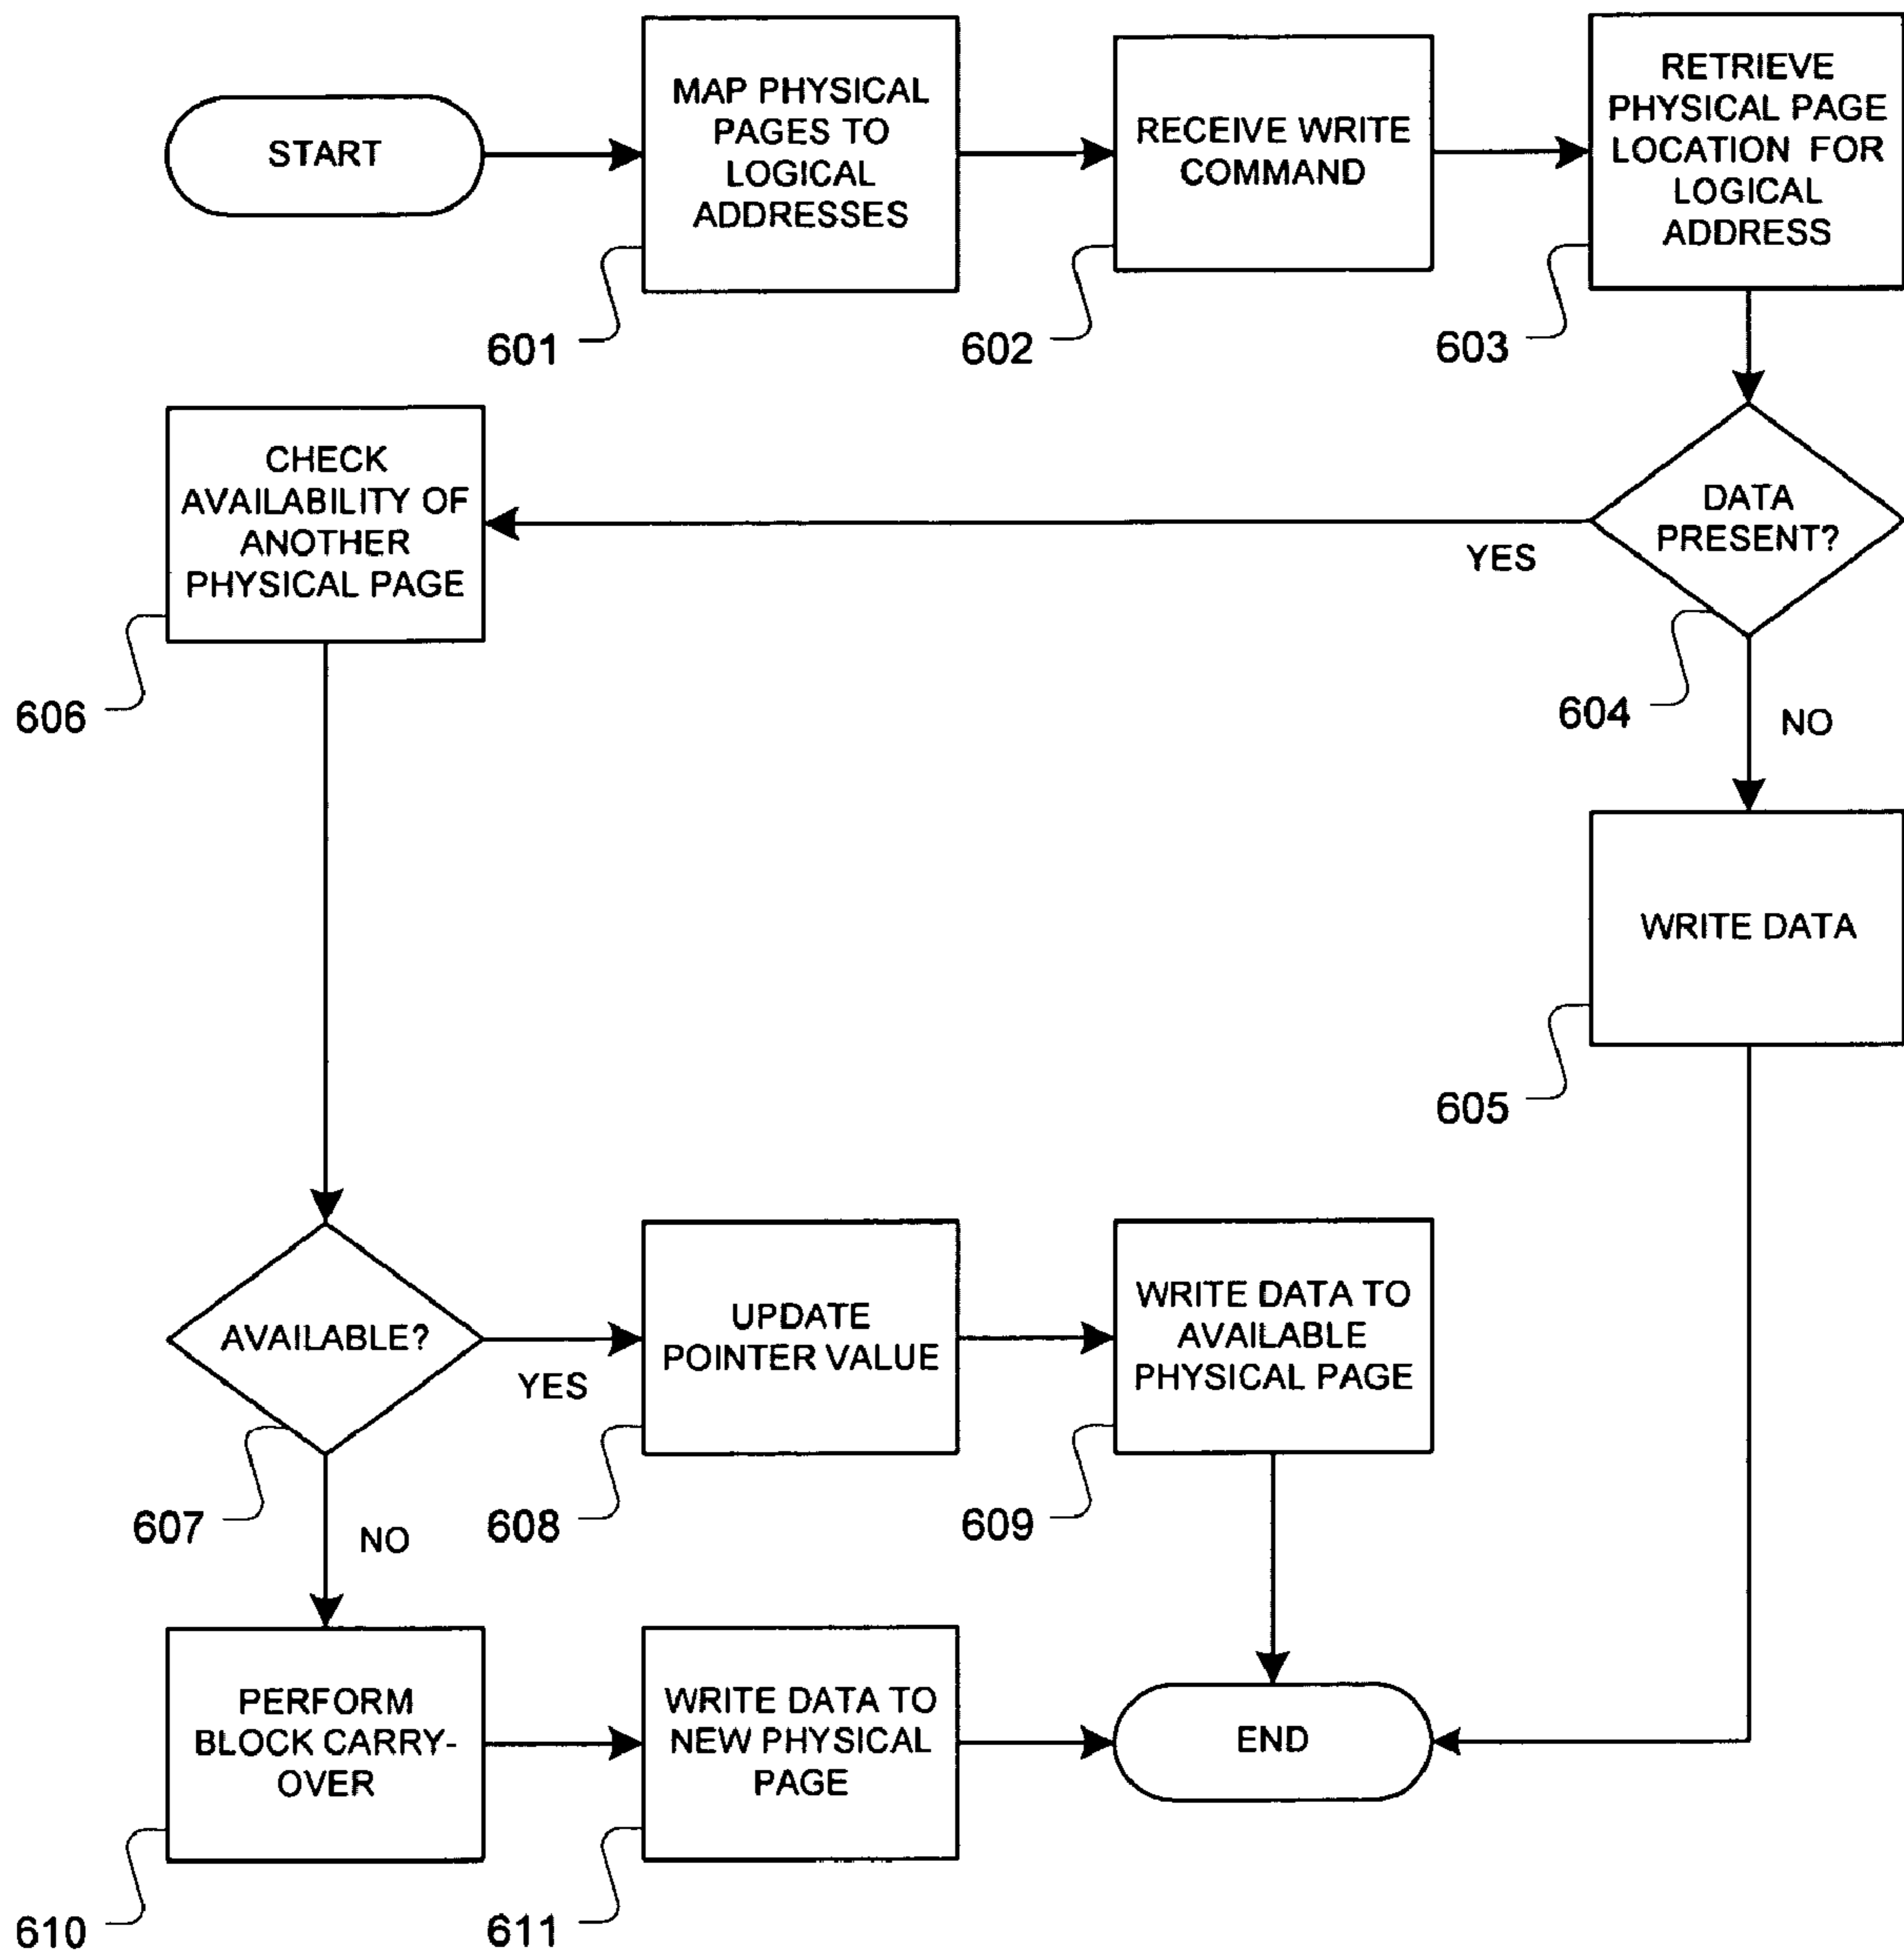 START
MAP PHYSICAL
PAGES TO
LOGICAL
ADDRESSES
601
RECEIVE WRITE
COMMAND
602
RETRIEVE
PHYSICAL PAGE
LOCATION FOR
LOGICAL
ADDRESS
603
DATA
PRESENT?
YES
604
NO
CHECK
AVAILABILITY OF
ANOTHER
PHYSICAL PAGE
606
WRITE DATA
605
AVAILABLE?
YES
607
NO
UPDATE
POINTER VALUE
608
WRITE DATA TO
AVAILABLE
PHYSICAL PAGE
609
PERFORM
BLOCK CARRY-
OVER
610
WRITE DATA TO
NEW PHYSICAL
PAGE
611
END